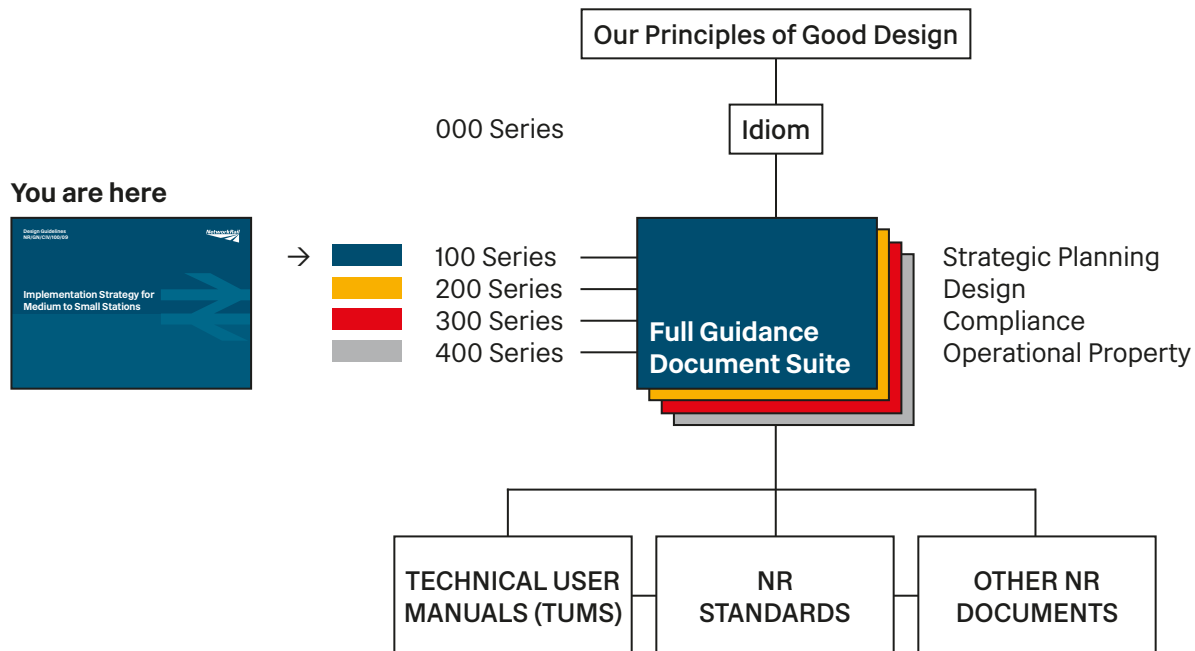 Our Principles of Good Design
000 Series
Idiom
You are here
Design Guidelines
NR/GN/CIV/100/09
NetworkRail
Implementation Strategy for
Medium to Small Stations
→
100 Series
Strategic Planning
200 Series
Design
300 Series
Compliance
400 Series
Operational Property
Full Guidance
Document Suite
TECHNICAL USER
MANUALS (TUMS)
NR
STANDARDS
OTHER NR
DOCUMENTS